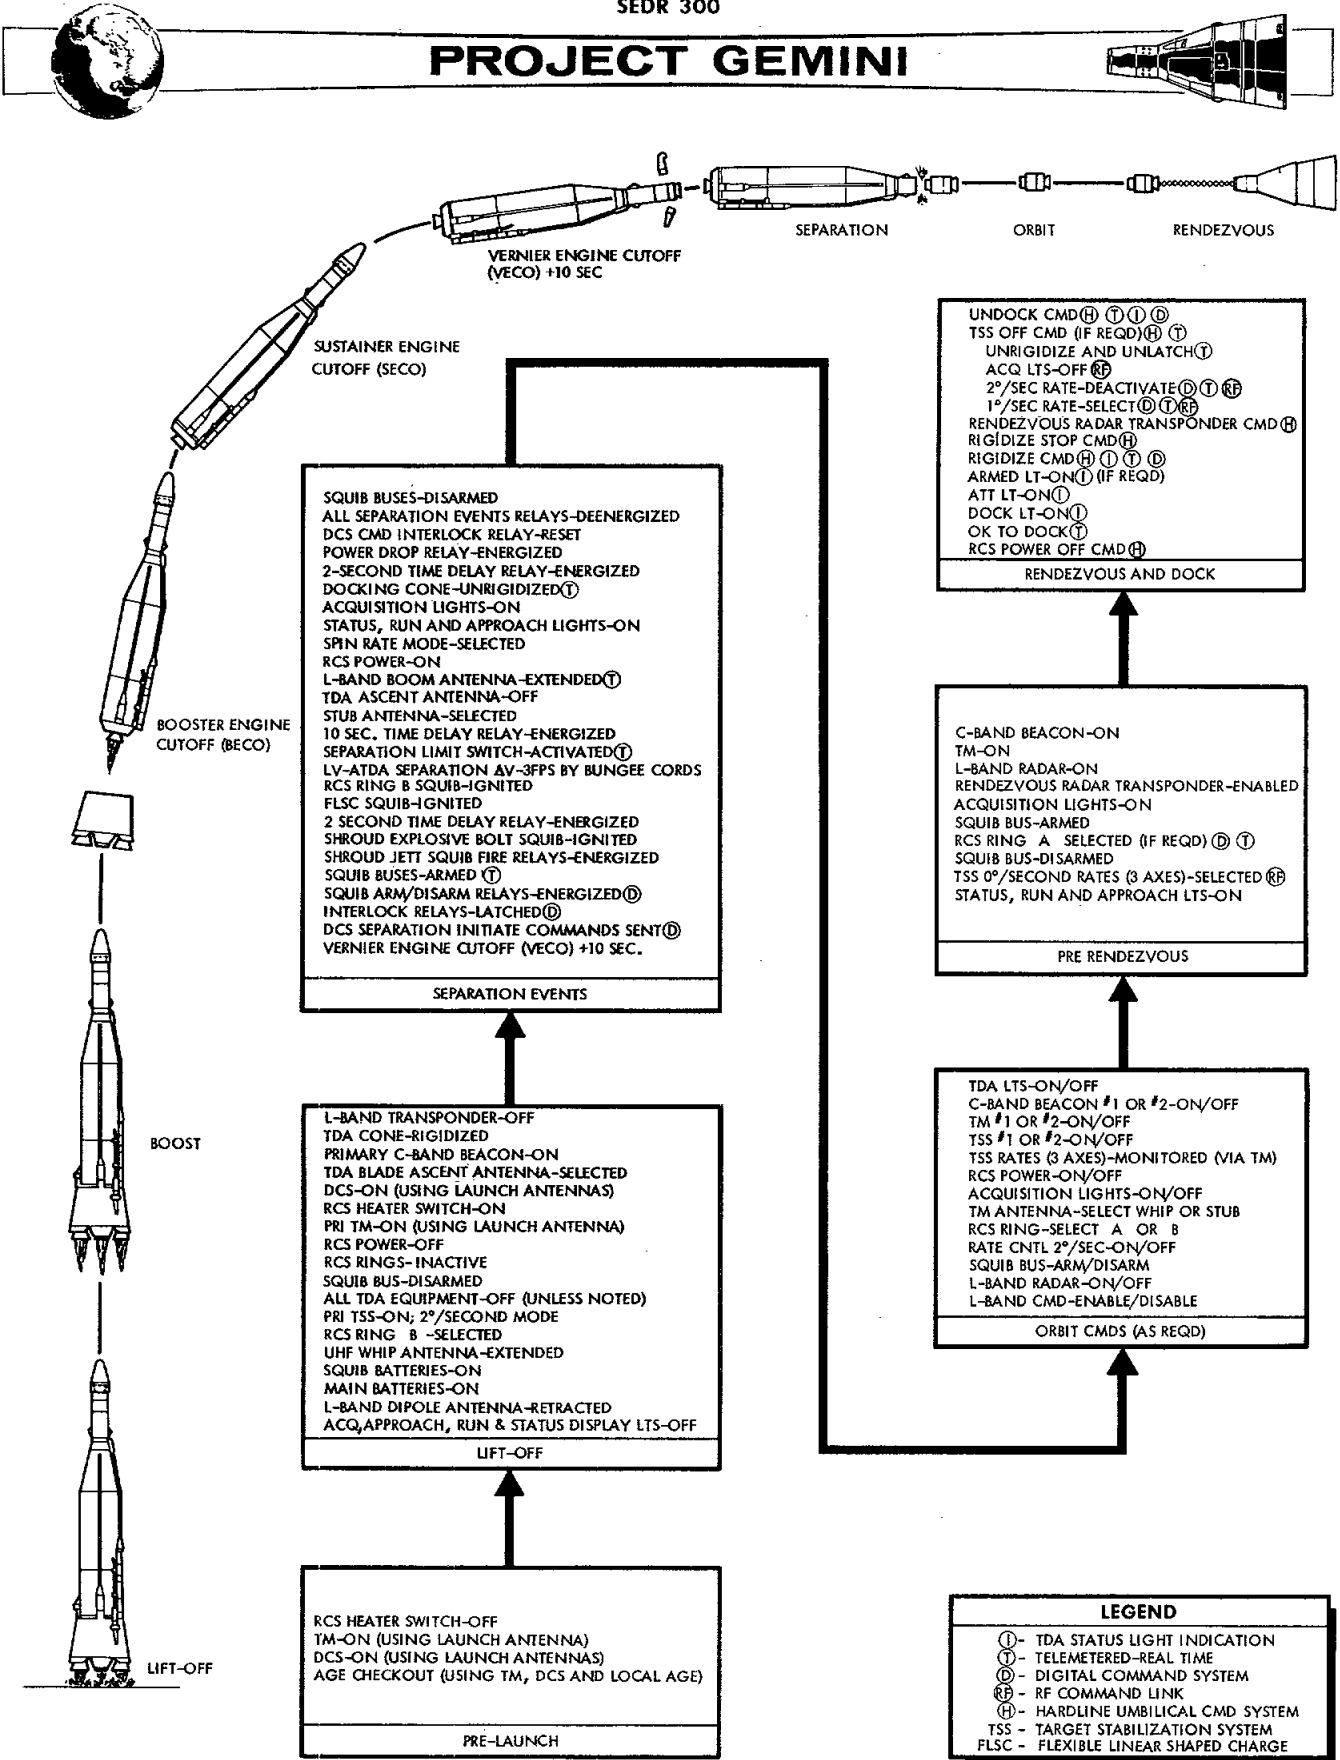 SEDR 300
PROJECT GEMINI
SEPARATION
ORBIT
RENDEZVOUS
VERNIER ENGINE CUTOFF
(VECO) +10 SEC
SUSTAINER ENGINE
CUTOFF (SECO)
BOOSTER ENGINE
CUTOFF (BECO)
BOOST
LIFT-OFF
UNDOCK CMD Ⓗ Ⓣ Ⓘ Ⓓ
TSS OFF CMD (IF REQD) Ⓗ Ⓣ
UNRIGIDIZE AND UNLATCH Ⓣ
ACQ LTS-OFF RF
2°/SEC RATE-DEACTIVATE Ⓓ Ⓣ RF
1°/SEC RATE-SELECT Ⓓ Ⓣ RF
RENDEZVOUS RADAR TRANSPONDER CMD Ⓗ
RIGIDIZE STOP CMD Ⓗ
RIGIDIZE CMD Ⓗ Ⓘ Ⓣ Ⓓ
ARMED LT-ON Ⓘ (IF REQD)
ATT LT-ON Ⓘ
DOCK LT-ON Ⓘ
OK TO DOCK Ⓣ
RCS POWER OFF CMD Ⓗ
RENDEZVOUS AND DOCK
SQUIB BUSES-DISARMED
ALL SEPARATION EVENTS RELAYS-DEENERGIZED
DCS CMD INTERLOCK RELAY-RESET
POWER DROP RELAY-ENERGIZED
2-SECOND TIME DELAY RELAY-ENERGIZED
DOCKING CONE-UNRIGIDIZED Ⓣ
ACQUISITION LIGHTS-ON
STATUS, RUN AND APPROACH LIGHTS-ON
SPIN RATE MODE-SELECTED
RCS POWER-ON
L-BAND BOOM ANTENNA-EXTENDED Ⓣ
TDA ASCENT ANTENNA-OFF
STUB ANTENNA-SELECTED
10 SEC. TIME DELAY RELAY-ENERGIZED
SEPARATION LIMIT SWITCH-ACTIVATED Ⓣ
LV-ATDA SEPARATION ΔV-3FPS BY BUNGEE CORDS
RCS RING B SQUIB-IGNITED
FLSC SQUIB-IGNITED
2 SECOND TIME DELAY RELAY-ENERGIZED
SHROUD EXPLOSIVE BOLT SQUIB-IGNITED
SHROUD JETT SQUIB FIRE RELAYS-ENERGIZED
SQUIB BUSES-ARMED Ⓣ
SQUIB ARM/DISARM RELAYS-ENERGIZED Ⓓ
INTERLOCK RELAYS-LATCHED Ⓓ
DCS SEPARATION INITIATE COMMANDS SENT Ⓓ
VERNIER ENGINE CUTOFF (VECO) +10 SEC.
SEPARATION EVENTS
C-BAND BEACON-ON
TM-ON
L-BAND RADAR-ON
RENDEZVOUS RADAR TRANSPONDER-ENABLED
ACQUISITION LIGHTS-ON
SQUIB BUS-ARMED
RCS RING A SELECTED (IF REQD) Ⓓ Ⓣ
SQUIB BUS-DISARMED
TSS 0°/SECOND RATES (3 AXES)-SELECTED RF
STATUS, RUN AND APPROACH LTS-ON
PRE RENDEZVOUS
L-BAND TRANSPONDER-OFF
TDA CONE-RIGIDIZED
PRIMARY C-BAND BEACON-ON
TDA BLADE ASCENT ANTENNA-SELECTED
DCS-ON (USING LAUNCH ANTENNAS)
RCS HEATER SWITCH-ON
PRI TM-ON (USING LAUNCH ANTENNA)
RCS POWER-OFF
RCS RINGS-INACTIVE
SQUIB BUS-DISARMED
ALL TDA EQUIPMENT-OFF (UNLESS NOTED)
PRI TSS-ON; 2°/SECOND MODE
RCS RING B -SELECTED
UHF WHIP ANTENNA-EXTENDED
SQUIB BATTERIES-ON
MAIN BATTERIES-ON
L-BAND DIPOLE ANTENNA-RETRACTED
ACQ,APPROACH, RUN & STATUS DISPLAY LTS-OFF
LIFT-OFF
TDA LTS-ON/OFF
C-BAND BEACON #1 OR #2-ON/OFF
TM #1 OR #2-ON/OFF
TSS #1 OR #2-ON/OFF
TSS RATES (3 AXES)-MONITORED (VIA TM)
RCS POWER-ON/OFF
ACQUISITION LIGHTS-ON/OFF
TM ANTENNA-SELECT WHIP OR STUB
RCS RING-SELECT A OR B
RATE CNTL 2°/SEC-ON/OFF
SQUIB BUS-ARM/DISARM
L-BAND RADAR-ON/OFF
L-BAND CMD-ENABLE/DISABLE
ORBIT CMDS (AS REQD)
RCS HEATER SWITCH-OFF
TM-ON (USING LAUNCH ANTENNA)
DCS-ON (USING LAUNCH ANTENNAS)
AGE CHECKOUT (USING TM, DCS AND LOCAL AGE)
PRE-LAUNCH
LEGEND
Ⓘ- TDA STATUS LIGHT INDICATION
Ⓣ- TELEMETERED-REAL TIME
Ⓓ- DIGITAL COMMAND SYSTEM
RF - RF COMMAND LINK
Ⓗ- HARDLINE UMBILICAL CMD SYSTEM
TSS - TARGET STABILIZATION SYSTEM
FLSC - FLEXIBLE LINEAR SHAPED CHARGE